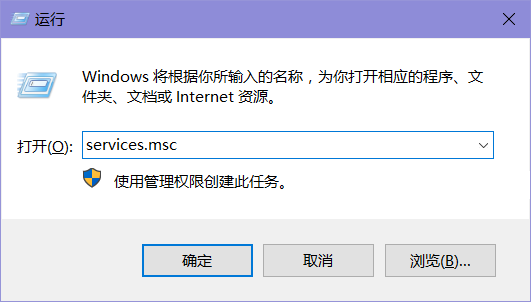 运行
Windows 将根据你所输入的名称，为你打开相应的程序、文
件夹、文档或 Internet 资源。
打开(O): services.msc
使用管理权限创建此任务。
确定 取消 浏览(B)...